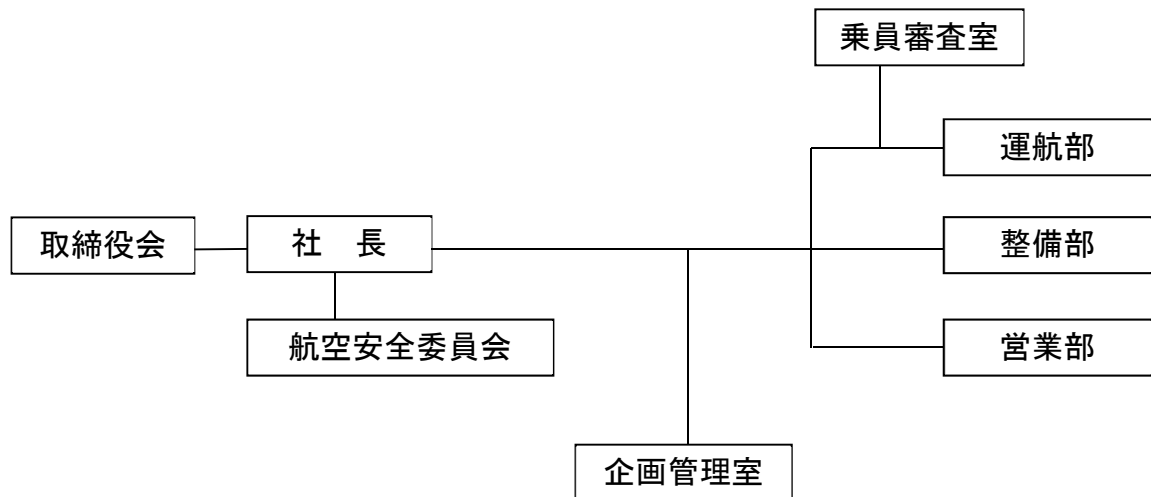 乗員審査室
運航部
取締役会
社　長
整備部
航空安全委員会
営業部
企画管理室